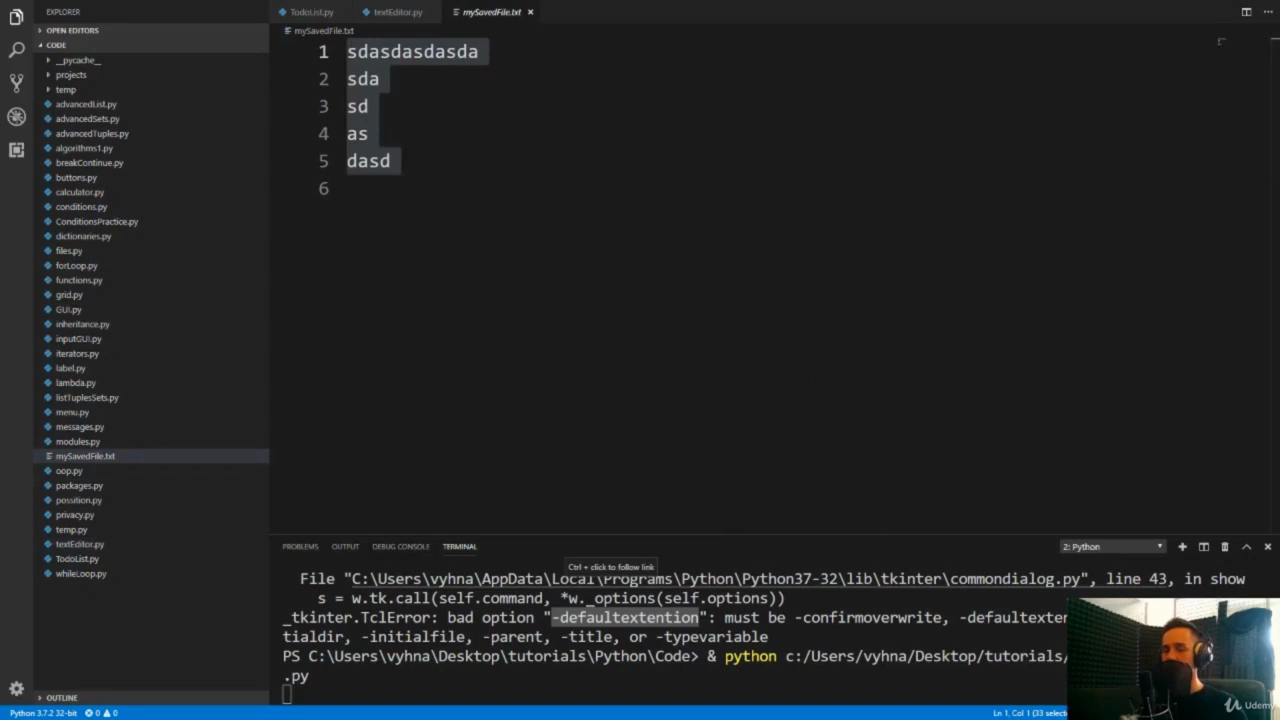 EXPLORER
OPEN EDITORS
CODE
__pycache__
projects
temp
advancedList.py
advancedSets.py
advancedTuples.py
algorithms1.py
breakContinue.py
buttons.py
calculator.py
conditions.py
ConditionsPractice.py
dictionaries.py
files.py
forLoop.py
functions.py
grid.py
GUI.py
inheritance.py
inputGUI.py
iterators.py
label.py
lambda.py
listTuplesSets.py
menu.py
messages.py
modules.py
mySavedFile.txt
oop.py
packages.py
possition.py
privacy.py
temp.py
textEditor.py
TodoList.py
whileLoop.py
OUTLINE
TodoList.py textEditor.py mySavedFile.txt
mySavedFile.txt
1 sdasdasdasda
2 sda
3 sd
4 as
5 dasd
6
PROBLEMS OUTPUT DEBUG CONSOLE TERMINAL 2: Python
Ctrl + click to follow link
File "C:\Users\vyhna\AppData\Local\Programs\Python\Python37-32\lib\tkinter\commondialog.py", line 43, in show
s = w.tk.call(self.command, *w._options(self.options))
_tkinter.TclError: bad option "-defaultextention": must be -confirmoverwrite, -defaultexten
tialdir, -initialfile, -parent, -title, or -typevariable
PS C:\Users\vyhna\Desktop\tutorials\Python\Code> & python c:/Users/vyhna/Desktop/tutorials/
.py
Python 3.7.2 32-bit 0 0 Ln 1, Col 1 (33 select
Udemy